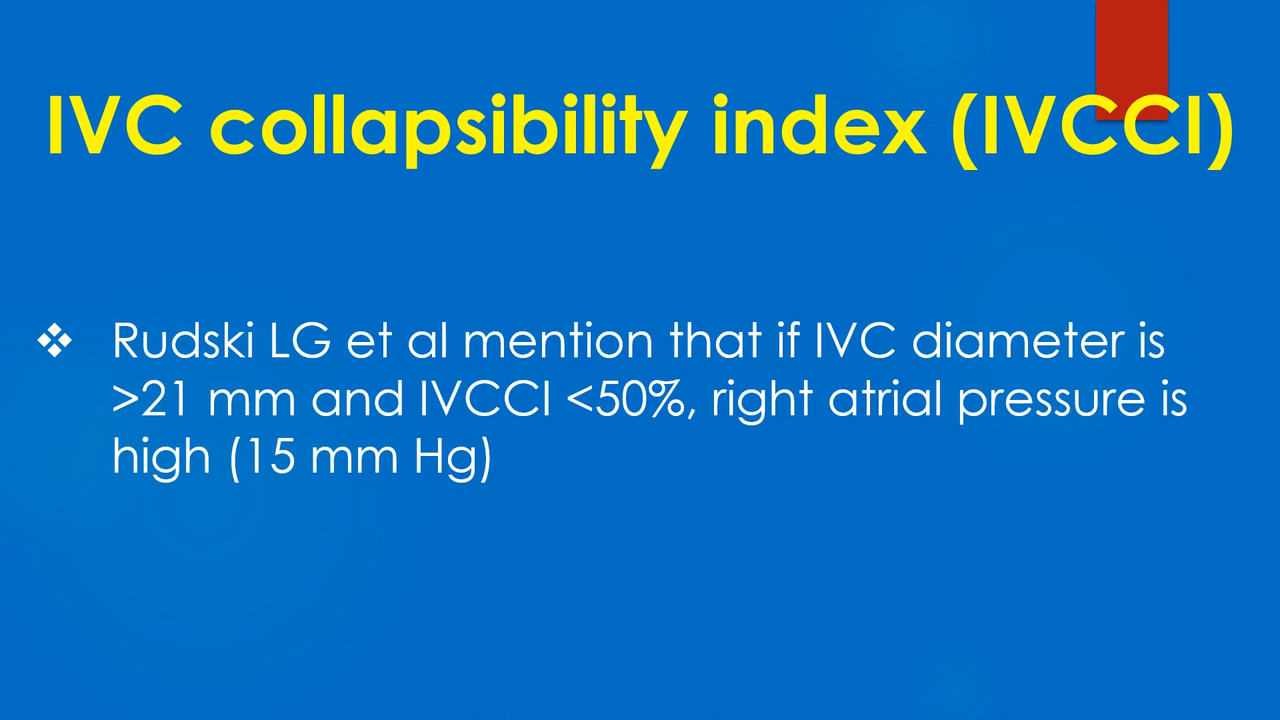 IVC collapsibility index (IVCCI)
❖ Rudski LG et al mention that if IVC diameter is
>21 mm and IVCCI <50%, right atrial pressure is
high (15 mm Hg)